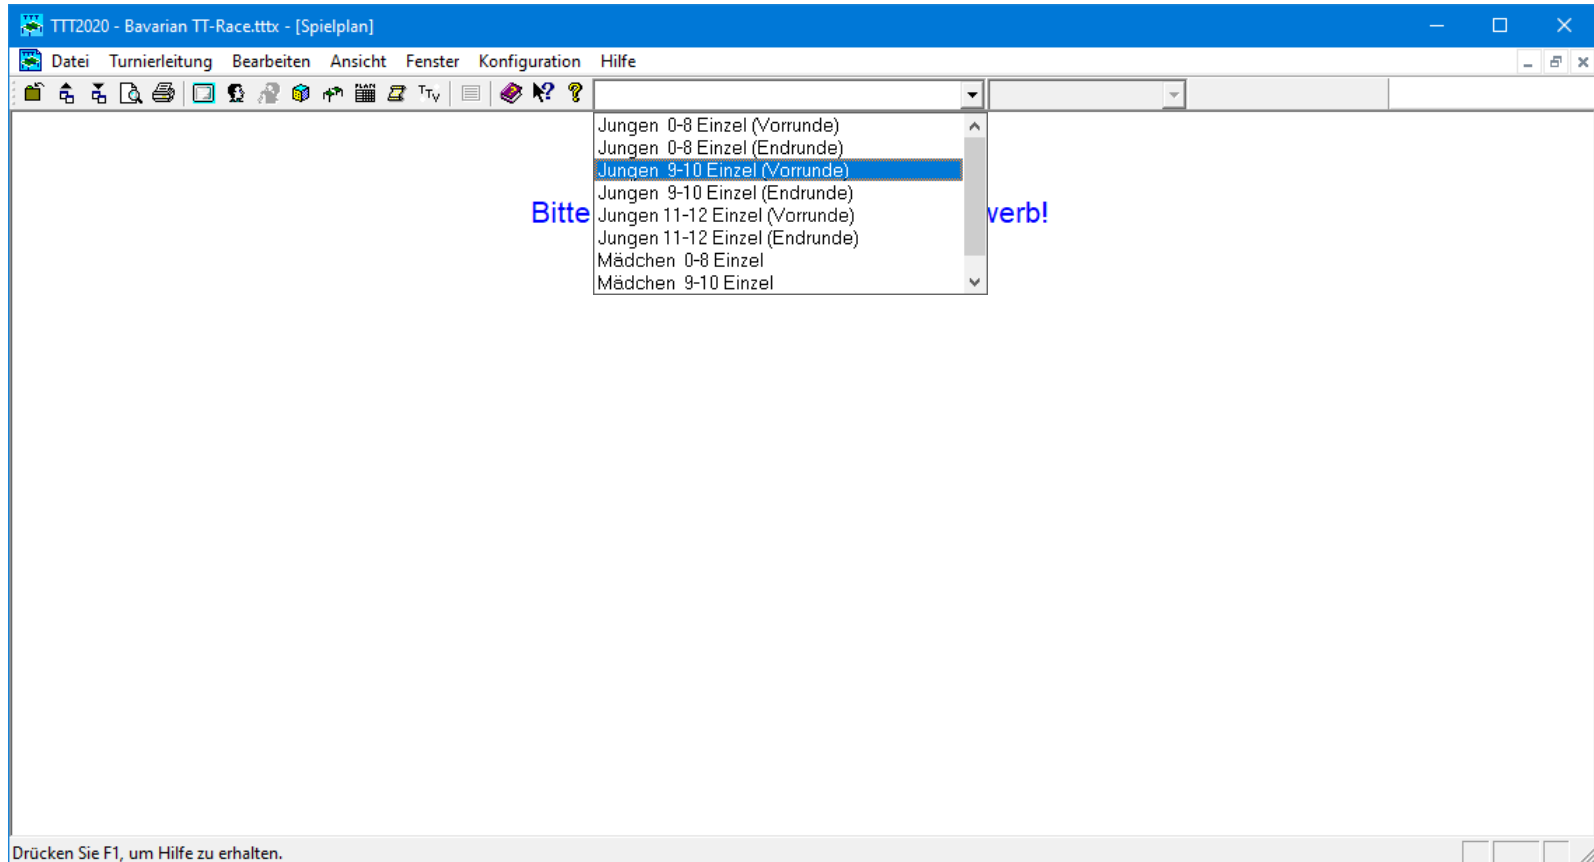 TTT2020 - Bavarian TT-Race.tttx - [Spielplan]
Datei Turnierleitung Bearbeiten Ansicht Fenster Konfiguration Hilfe
PLAN
TTV
Jungen 0-8 Einzel (Vorrunde)
Jungen 0-8 Einzel (Endrunde)
Jungen 9-10 Einzel (Vorrunde)
Jungen 9-10 Einzel (Endrunde)
Bitte werb!
Jungen 11-12 Einzel (Vorrunde)
Jungen 11-12 Einzel (Endrunde)
Mädchen 0-8 Einzel
Mädchen 9-10 Einzel
Drücken Sie F1, um Hilfe zu erhalten.